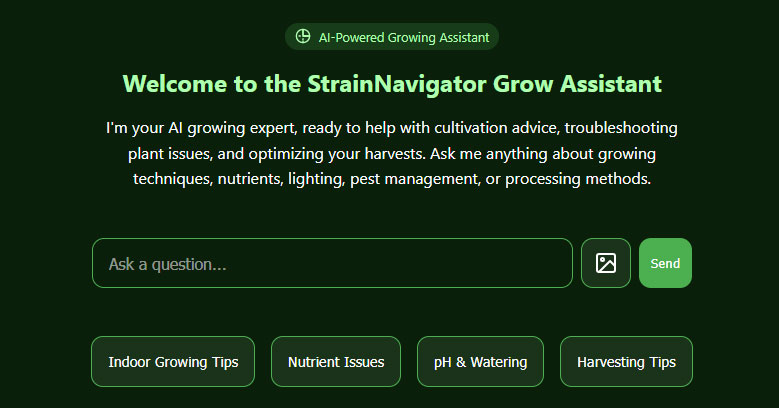 AI-Powered Growing Assistant
Welcome to the StrainNavigator Grow Assistant
I'm your AI growing expert, ready to help with cultivation advice, troubleshooting
plant issues, and optimizing your harvests. Ask me anything about growing
techniques, nutrients, lighting, pest management, or processing methods.
Ask a question...
Send
Indoor Growing Tips
Nutrient Issues
pH & Watering
Harvesting Tips